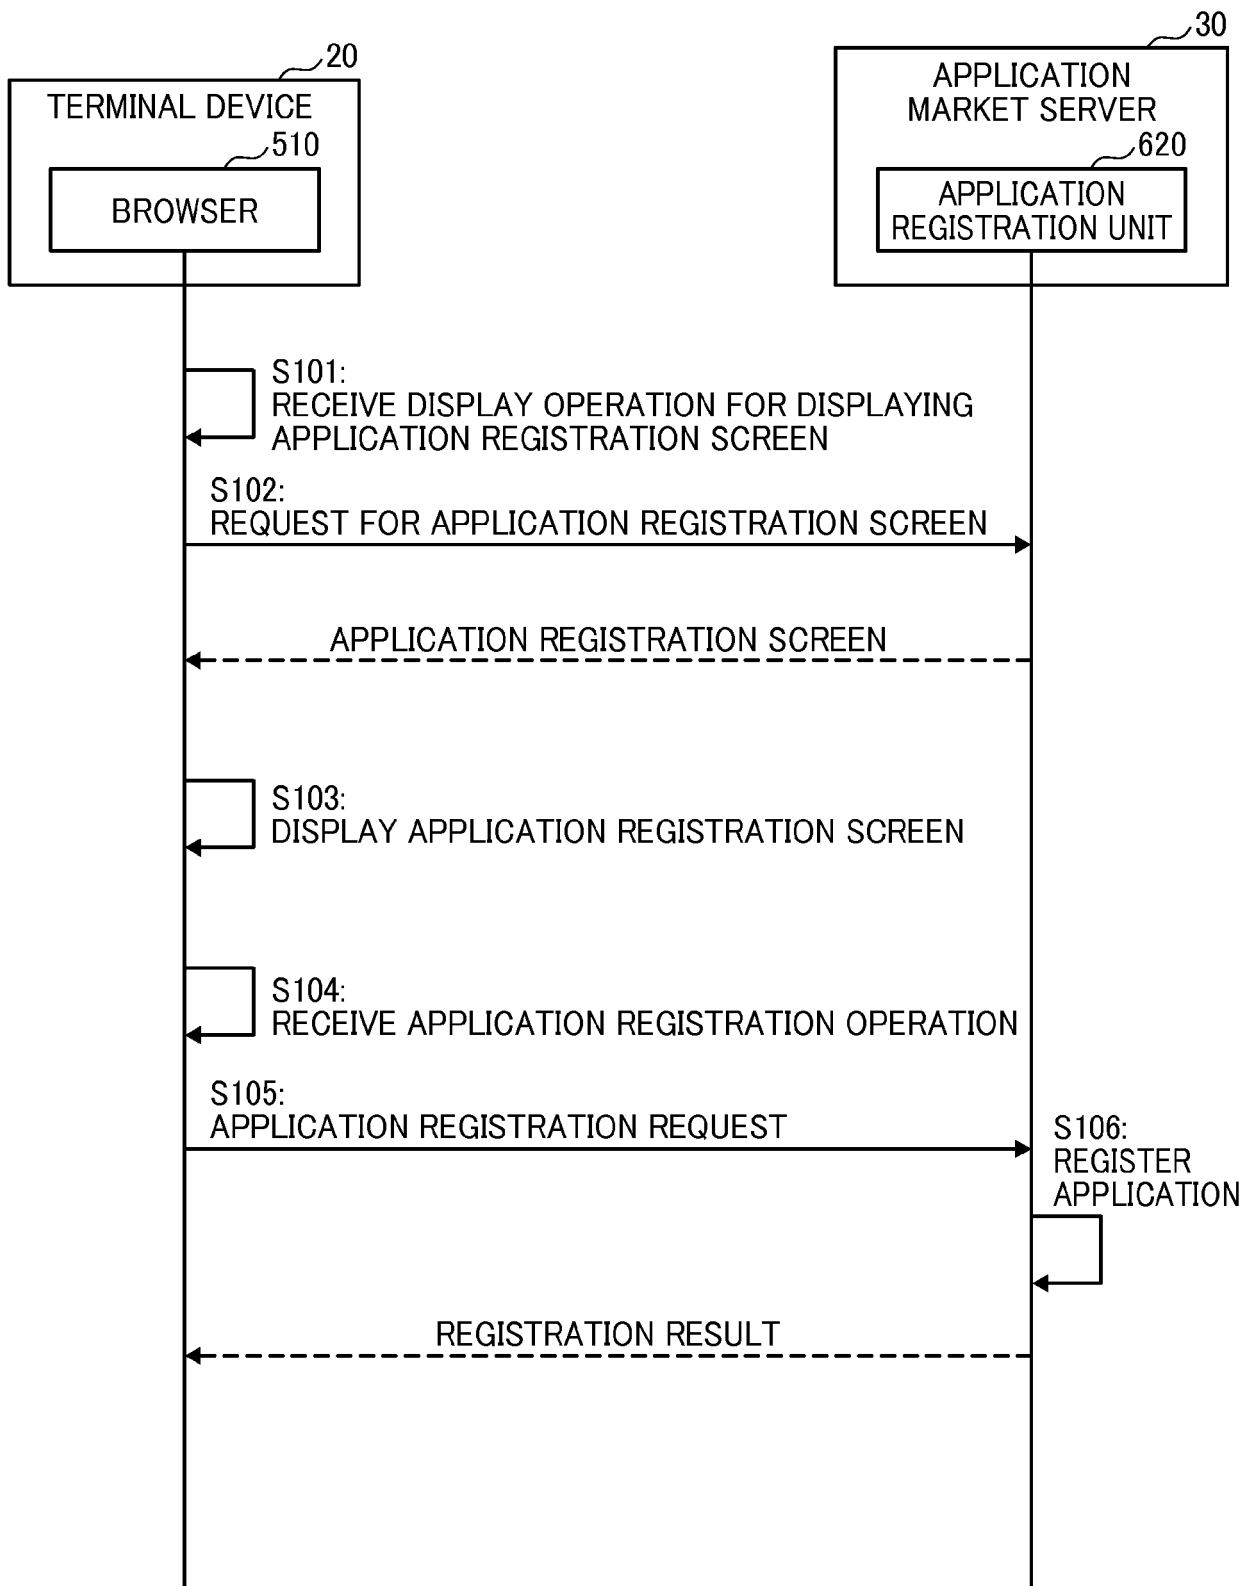 20
TERMINAL DEVICE
510
BROWSER
30
APPLICATION
MARKET SERVER
620
APPLICATION
REGISTRATION UNIT
S101:
RECEIVE DISPLAY OPERATION FOR DISPLAYING
APPLICATION REGISTRATION SCREEN
S102:
REQUEST FOR APPLICATION REGISTRATION SCREEN
APPLICATION REGISTRATION SCREEN
S103:
DISPLAY APPLICATION REGISTRATION SCREEN
S104:
RECEIVE APPLICATION REGISTRATION OPERATION
S105:
APPLICATION REGISTRATION REQUEST
S106:
REGISTER
APPLICATION
REGISTRATION RESULT